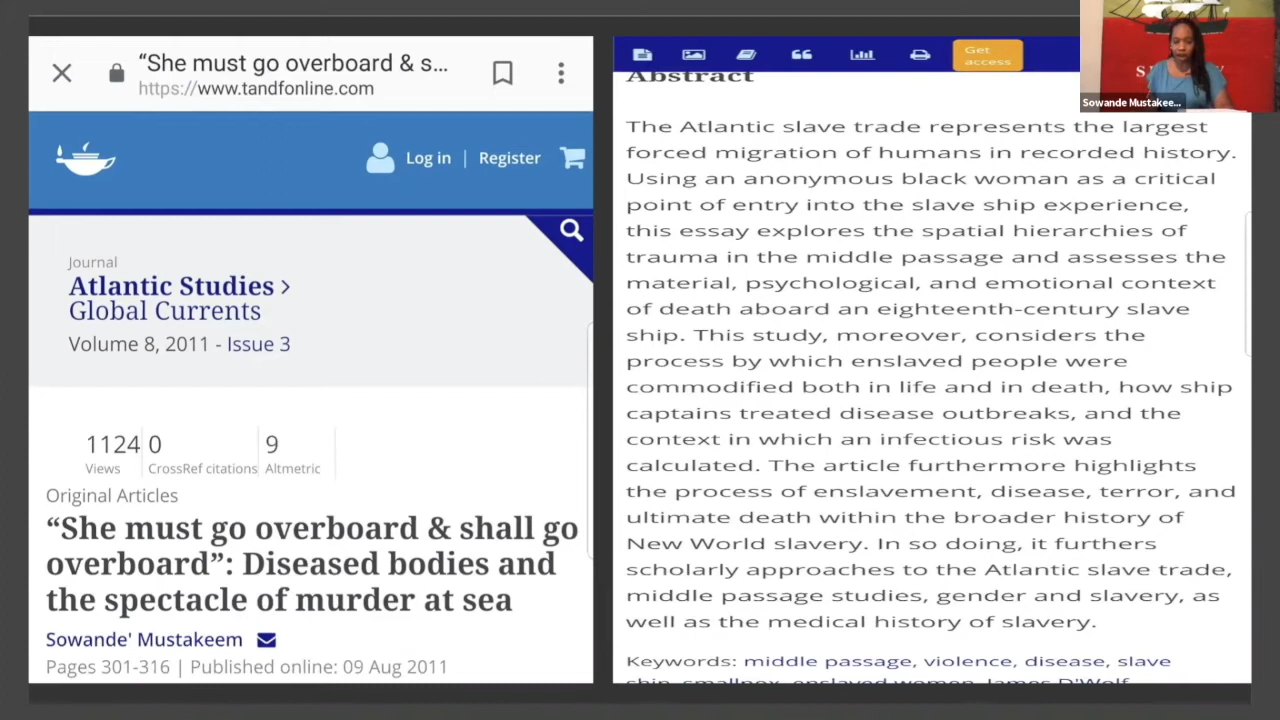 “She must go overboard & s...
https://www.tandfonline.com
Log in | Register
Journal
Atlantic Studies >
Global Currents
Volume 8, 2011 - Issue 3
1124 0 9
Views CrossRef citations Altmetric
Original Articles
“She must go overboard & shall go
overboard”: Diseased bodies and
the spectacle of murder at sea
Sowande' Mustakeem
Pages 301-316 | Published online: 09 Aug 2011
Get
access
Abstract
The Atlantic slave trade represents the largest
forced migration of humans in recorded history.
Using an anonymous black woman as a critical
point of entry into the slave ship experience,
this essay explores the spatial hierarchies of
trauma in the middle passage and assesses the
material, psychological, and emotional context
of death aboard an eighteenth-century slave
ship. This study, moreover, considers the
process by which enslaved people were
commodified both in life and in death, how ship
captains treated disease outbreaks, and the
context in which an infectious risk was
calculated. The article furthermore highlights
the process of enslavement, disease, terror, and
ultimate death within the broader history of
New World slavery. In so doing, it furthers
scholarly approaches to the Atlantic slave trade,
middle passage studies, gender and slavery, as
well as the medical history of slavery.
Keywords: middle passage, violence, disease, slave
ship, smallpox, enslaved women, James D'Wolf
Sowande Mustakee...